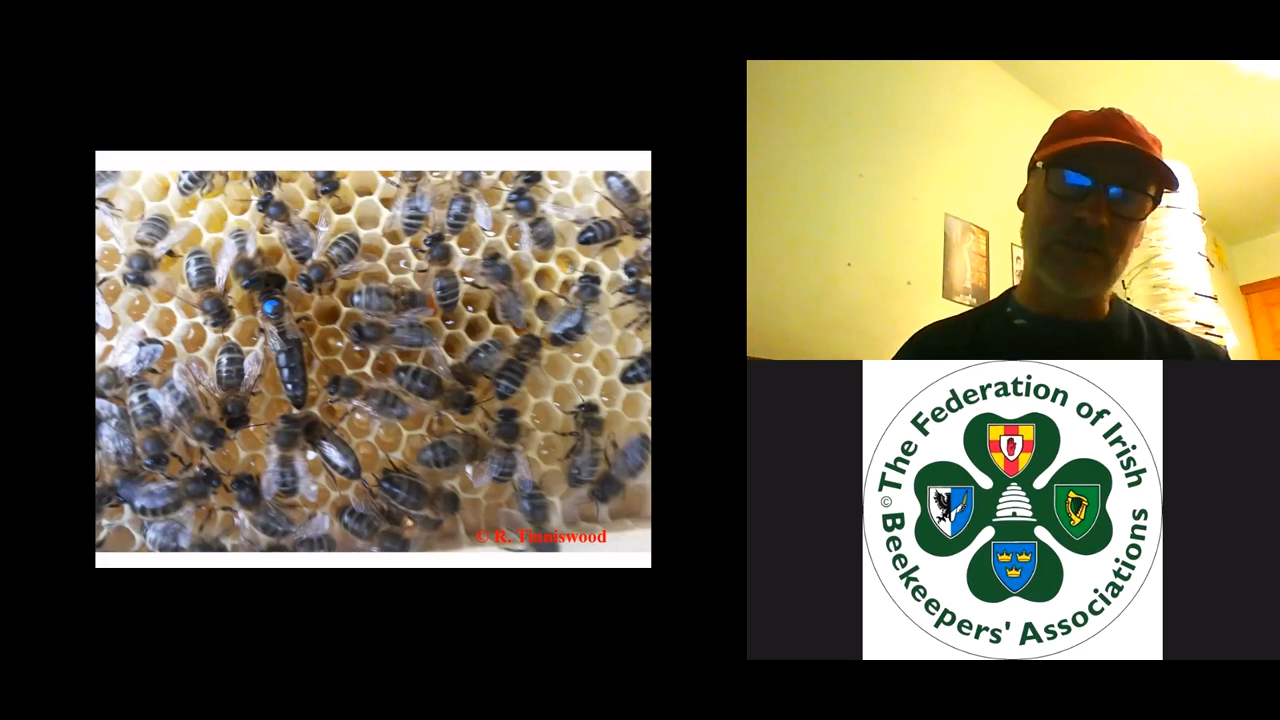 © R. Tinniswood
The Federation of Irish
© Beekeepers' Associations